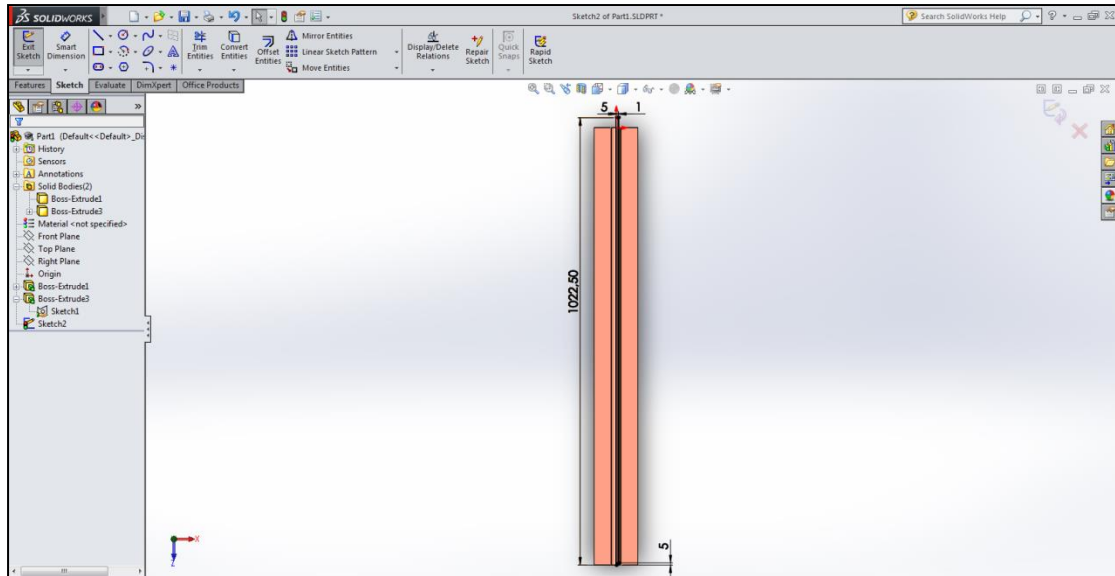 SOLIDWORKS
Sketch2 of Part1.SLDPRT *
Search SolidWorks Help
Exit Sketch
Smart Dimension
Trim Entities
Convert Entities
Offset Entities
Mirror Entities
Linear Sketch Pattern
Move Entities
Display/Delete Relations
Repair Sketch
Quick Snaps
Rapid Sketch
Features
Sketch
Evaluate
DimXpert
Office Products
Part1 (Default<<Default>_Dis
History
Sensors
Annotations
Solid Bodies(2)
Boss-Extrude1
Boss-Extrude3
Material <not specified>
Front Plane
Top Plane
Right Plane
Origin
Boss-Extrude1
Boss-Extrude3
Sketch1
Sketch2
5
1
1022,50
5
X
Z